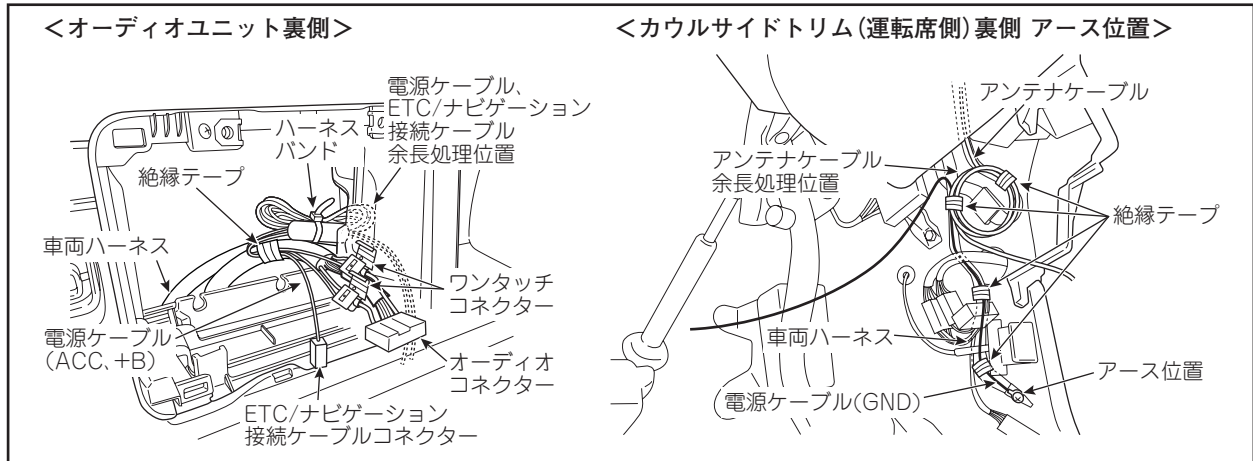 ＜オーディオユニット裏側＞
電源ケーブル、
ETC/ナビゲーション
接続ケーブル
余長処理位置
ハーネス
バンド
絶縁テープ
車両ハーネス
ワンタッチ
コネクター
電源ケーブル
(ACC、+B)
オーディオ
コネクター
ETC/ナビゲーション
接続ケーブルコネクター
＜カウルサイドトリム(運転席側)裏側 アース位置＞
アンテナケーブル
アンテナケーブル
余長処理位置
絶縁テープ
車両ハーネス
アース位置
電源ケーブル(GND)